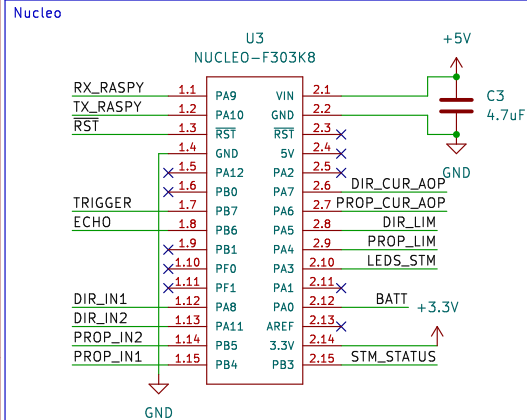 Nucleo
U3
NUCLEO-F303K8
+5V
RX_RASPY 1.1 PA9 VIN 2.1
TX_RASPY 1.2 PA10 GND 2.2
RST 1.3 RST RST 2.3
1.4 GND 5V 2.4
1.5 PA12 PA2 2.5
1.6 PB0 PA7 2.6 DIR_CUR_AOP
TRIGGER 1.7 PB7 PA6 2.7 PROP_CUR_AOP
ECHO 1.8 PB6 PA5 2.8 DIR_LIM
1.9 PB1 PA4 2.9 PROP_LIM
1.10 PF0 PA3 2.10 LEDS_STM
1.11 PF1 PA1 2.11
DIR_IN1 1.12 PA8 PA0 2.12 BATT
DIR_IN2 1.13 PA11 AREF 2.13
PROP_IN2 1.14 PB5 3.3V 2.14
PROP_IN1 1.15 PB4 PB3 2.15 STM_STATUS
C3
4.7uF
GND
+3.3V
GND